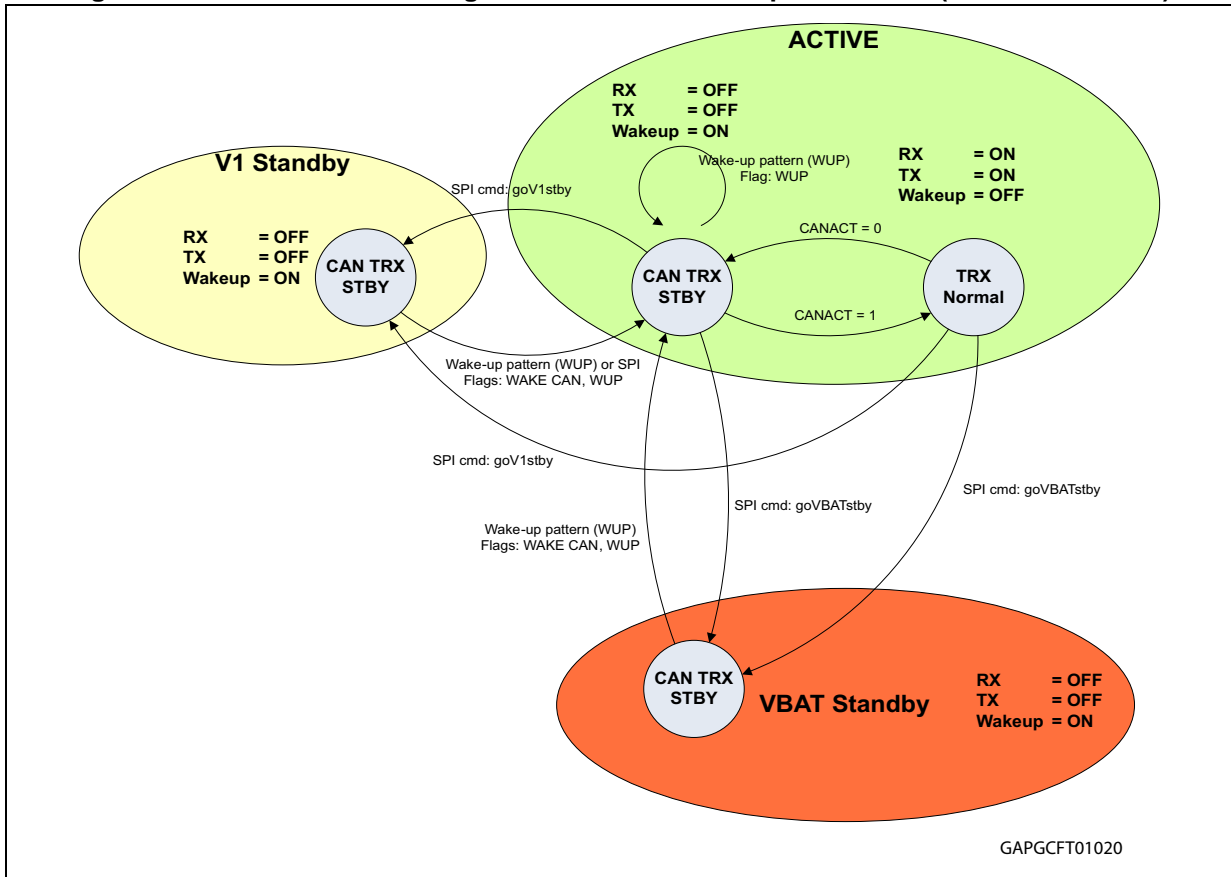 ACTIVE
RX = OFF
TX = OFF
Wakeup = ON
Wake-up pattern (WUP)
Flag: WUP
RX = ON
TX = ON
Wakeup = OFF
V1 Standby
SPI cmd: goV1stby
RX = OFF
TX = OFF
Wakeup = ON
CAN TRX
STBY
CAN TRX
STBY
CANACT = 0
TRX
Normal
CANACT = 1
Wake-up pattern (WUP) or SPI
Flags: WAKE CAN, WUP
SPI cmd: goV1stby
SPI cmd: goVBATstby
SPI cmd: goVBATstby
Wake-up pattern (WUP)
Flags: WAKE CAN, WUP
CAN TRX
STBY
VBAT Standby
RX = OFF
TX = OFF
Wakeup = ON
GAPGCFT01020